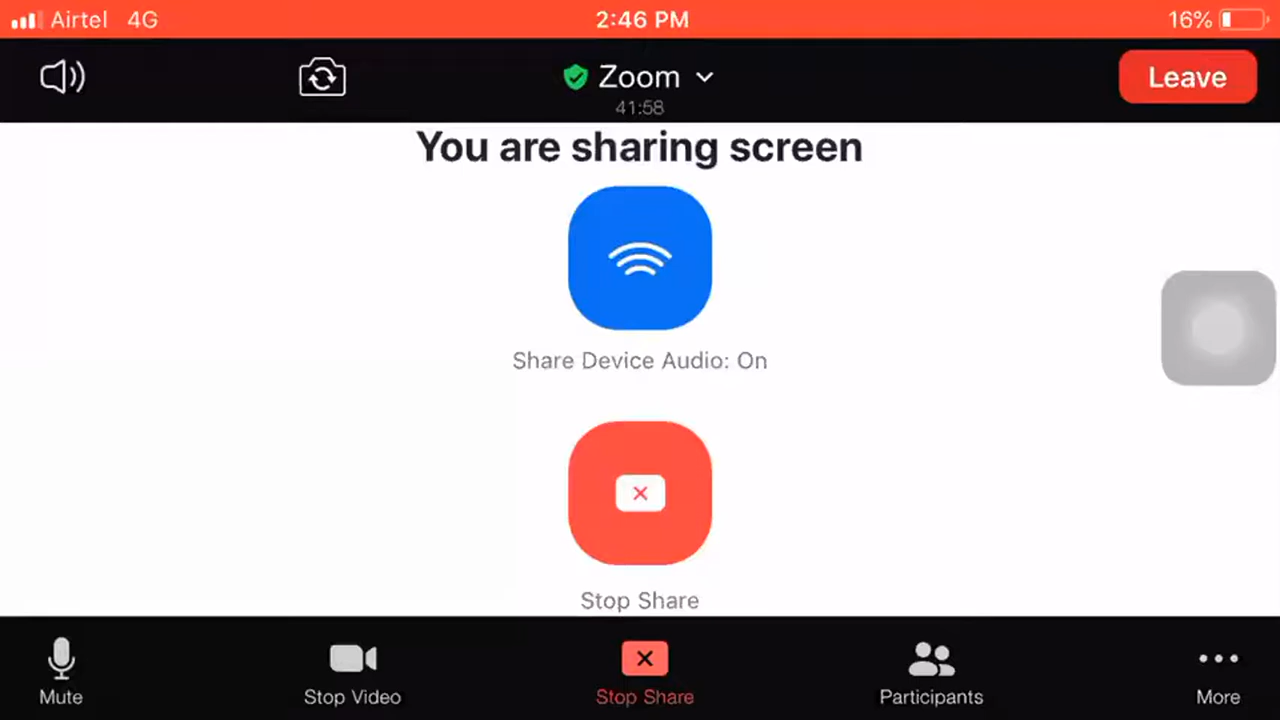 Airtel 4G 2:46 PM 16%
Zoom
41:58
Leave
You are sharing screen
Share Device Audio: On
Stop Share
Mute Stop Video Stop Share Participants More